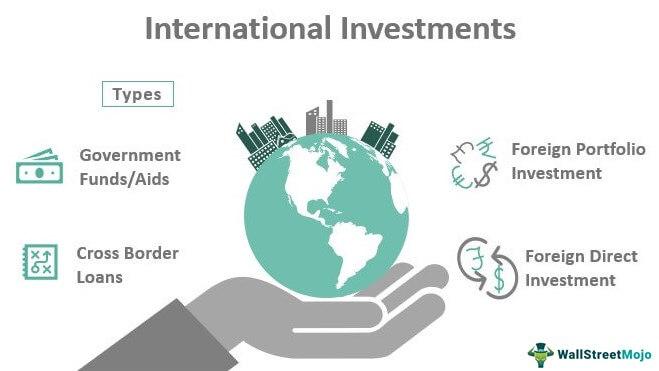 International Investments
Types
Government
Funds/Aids
Cross Border
Loans
Foreign Portfolio
Investment
Foreign Direct
Investment
WallStreetMojo